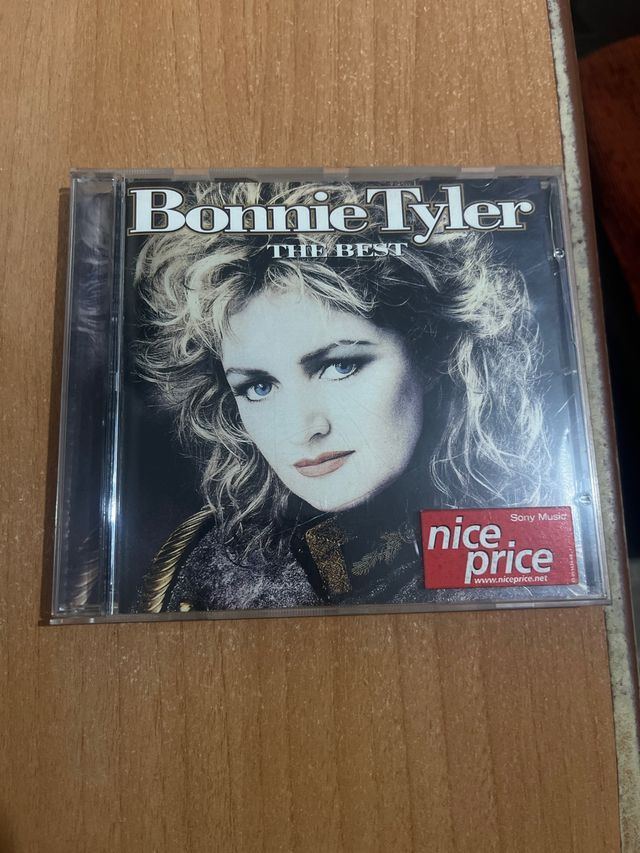 Bonnie Tyler
THE BEST
Sony Music
nice
price
www.niceprice.net